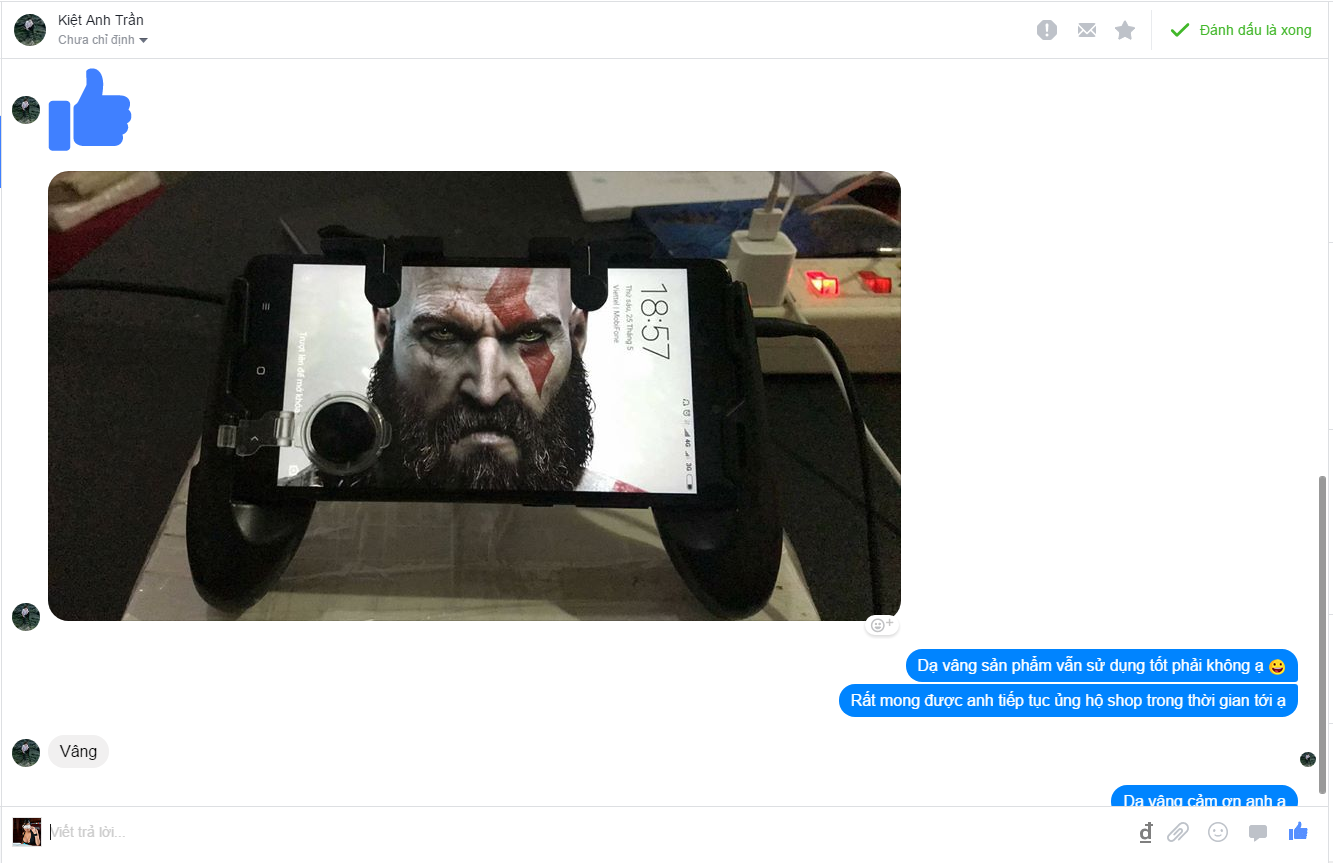 Kiệt Anh Trần
Chưa chỉ định
Đánh dấu là xong
18:57
Thứ sáu, 25 Tháng 5
Viettel | MobiFone
4G
3G
Trượt lên để mở khóa
Dạ vâng sản phẩm vẫn sử dụng tốt phải không ạ
Rất mong được anh tiếp tục ủng hộ shop trong thời gian tới ạ
Vâng
Dạ vâng cảm ơn anh ạ
Viết trả lời...
đ